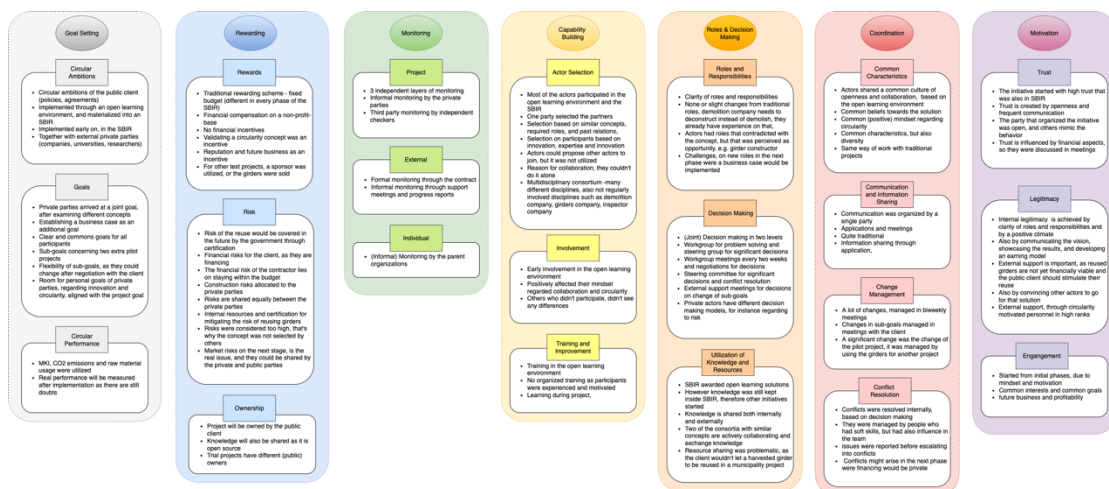 Goal Setting
Circular
Ambitions
Circular ambitions of the public client
(policies, agreements)
Implemented through an open learning
environment, and materialized into an
SBIR
Implemented early on, in the SBIR
Together with external private parties
(companies, universities, researchers)
Goals
Private parties arrived at a joint goal,
after examining different concepts
Establishing a business case as an
additional goal
Clear and commons goals for all
participants
Sub-goals concerning two extra pilot
projects
Flexibility of sub-goals, as they could
change after negotiation with the client
Room for personal goals of private
parties, regarding innovation and
circularity, aligned with the project goal
Circular
Performance
MKI, CO2 emissions and raw material
usage were utilized
Real performance will be measured
after implementation as there are still
doubts
Rewarding
Rewards
Traditional rewarding scheme - fixed
budget (different in every phase of the
SBIR)
Financial compensation on a non-profit-
base
No financial incentives
Validating a circularity concept was an
incentive
Reputation and future business as an
incentive
For other test projects, a sponsor was
utilized, or the girders were sold
Risk
Risk of the reuse would be covered in
the future by the government through
certification
Financial risks for the client, as they are
financing
The financial risk of the contractor lies
on staying within the budget
Construction risks allocated to the
private parties
Risks are shared equally between the
private parties
Internal resources and certification for
mitigating the risk of reusing girders
Risks were considered too high, that's
why the concept was not selected by
others
Market risks on the next stage, is the
real issue, and they could be shared by
the private and public parties
Ownership
Project will be owned by the public
client
Knowledge will also be shared as it is
open source
Trial projects have different (public)
owners
Monitoring
Project
3 independent layers of monitoring
Informal monitoring by the private
parties
Third party monitoring by independent
checkers
External
Formal monitoring through the contract
Informal monitoring through support
meetings and progress reports
Individual
(Informal) Monitoring by the parent
organizations
Capability
Building
Actor Selection
Most of the actors participated in the
open learning environment and the SBIR
One party selected the partners
Selection was based on similar
concepts, required roles, and past relations,
Selection on participants based on
innovation, expertise and innovation
Actors could propose other actors to
join, but it was not utilized
Reason for collaboration, they couldn't
do it alone
Multidisciplinary consortium -many
different disciplines, also not regularly
involved disciplines such as demolition
company, girders company, inspector
company
Involvement
Early involvement in the open learning
environment
Positively affected their mindset
regarded collaboration and circularity
Others who didn't participate, didn't see
any differences
Training and
Improvement
Training in the open learning
environment
No organized training as participants
were experienced and motivated
Learning during project,
Roles & Decision
Making
Roles and
Responsibilities
Clarity of roles and responsibilities
None or slight changes from traditional
roles, demolition company needs to
deconstruct instead of demolish, they
already have experience on that,
Actors had roles that contradicted with
the concept, but that was perceived as
opportunity, e.g. girder constructor
Challenges, on new roles in the next
phase were a business case would be
implemented
Decision Making
(Joint) Decision making in two levels
Workgroup for problem solving and
steering group for significant decisions
Workgroup meetings every two weeks
and negotiations for decisions
Steering committee for significant
decisions and conflict resolution
External support meetings for decisions
on change of sub-goals
Private actors have different decision
making models, for instance regarding
to risk
Utilization of
Knowledge and
Resources
SBIR awarded open learning solutions
However knowledge was still kept
inside SBIR, therefore other initiatives
started
Knowledge is shared both internally
and externally
Two of the consortia with similar
concepts are actively collaborating and
exchange knowledge
Resource sharing was problematic, as
the client wouldn't let a harvested girder
to be reused in a municipality project
Coordination
Common
Characteristics
Actors shared a common culture of
openness and collaboration, based on
the open learning environment
Common beliefs towards the solution
Common (positive) mindset regarding
circularity
Common characteristics, but also
diversity
Same way of work with traditional
projects
Communication
and Information
Sharing
Communication was organized by a
single party
Applications and meetings
Quite traditional
Information sharing through
application,
Change
Management
A lot of changes, managed in biweekly
meetings
Changes in sub-goals managed in
meetings with the client
A significant change was the change of
the pilot project, it was managed by
using the girders for another project
Conflict
Resolution
Conflicts were resolved internally,
based on decision making
They were managed by people who
had soft skills, but had also influence in
the team
issues were reported before escalating
into conflicts
Conflicts might arise in the next phase
were financing would be private
Motivation
Trust
The initiative started with high trust that
was also in SBIR
Trust is created by openness and
frequent communication
The party that organized the initiative
was open, and others mimic the
behavior
Trust is influenced by financial aspects,
so they were discussed in meetings
Legitimacy
Internal legitimacy is achieved by
clarity of roles and responsibilities and
by a positive climate
Also by communicating the vision,
showcasing the results, and developing
an earning model
External support is important, as reused
girders are not yet financially viable and
the public client should stimulate their
reuse
Also by convincing other actors to go
for that solution
External support, through circularity
motivated personnel in high ranks
Engangement
Started from initial phases, due to
mindset and motivation
Common interests and common goals
future business and profitability